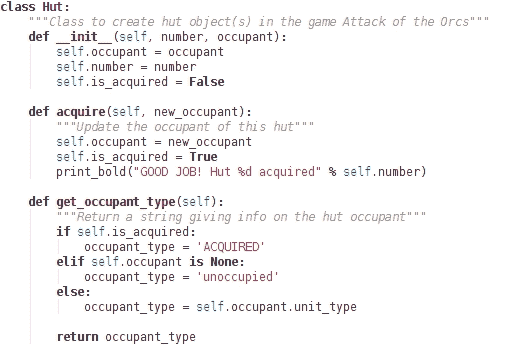 class Hut:
    """Class to create hut object(s) in the game Attack of the Orcs"""
    def __init__(self, number, occupant):
        self.occupant = occupant
        self.number = number
        self.is_acquired = False

    def acquire(self, new_occupant):
        """Update the occupant of this hut"""
        self.occupant = new_occupant
        self.is_acquired = True
        print_bold("GOOD JOB! Hut %d acquired" % self.number)

    def get_occupant_type(self):
        """Return a string giving info on the hut occupant"""
        if self.is_acquired:
            occupant_type = 'ACQUIRED'
        elif self.occupant is None:
            occupant_type = 'unoccupied'
        else:
            occupant_type = self.occupant.unit_type

        return occupant_type